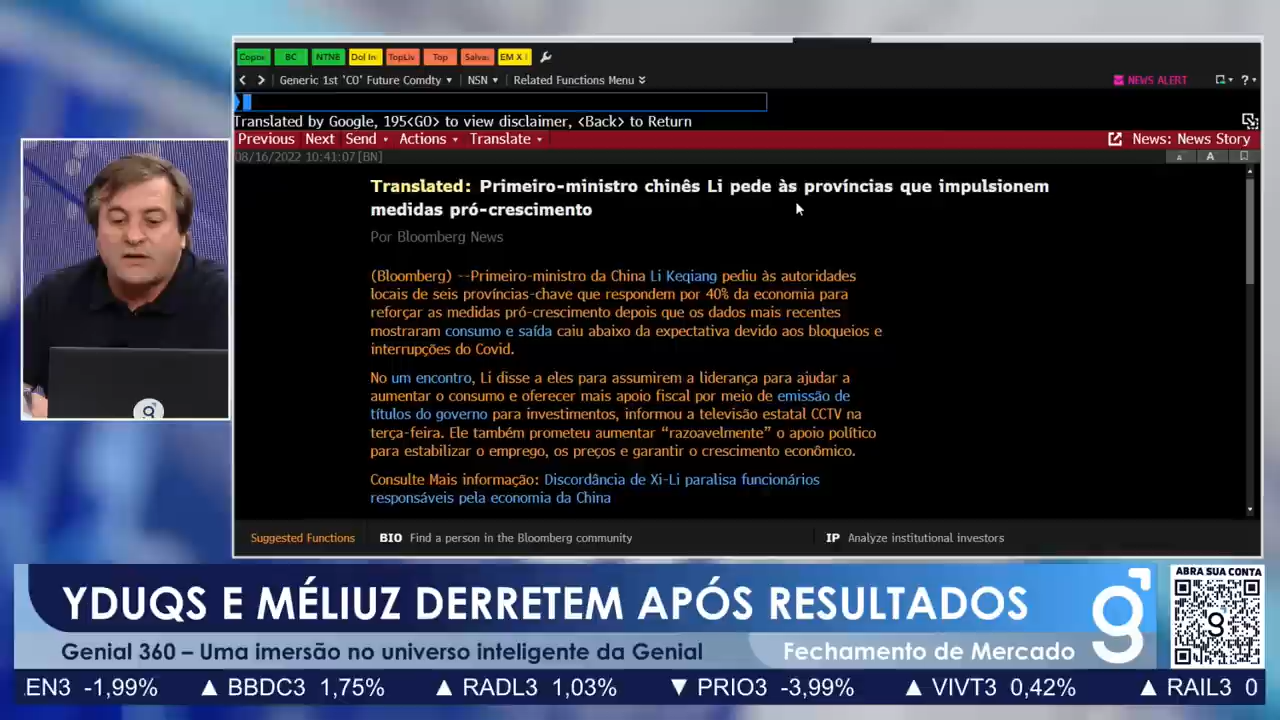 Copom BC NTNB Dol In TopLiv Top Salvas EM X I
Generic 1st 'CO' Future Comdty NSN Related Functions Menu NEWS ALERT ?
Translated by Google, 195<GO> to view disclaimer, <Back> to Return
Previous Next Send Actions Translate News: News Story
08/16/2022 10:41:07 [BN] A A
Translated: Primeiro-ministro chinês Li pede às províncias que impulsionem
medidas pró-crescimento
Por Bloomberg News
(Bloomberg) --Primeiro-ministro da China Li Keqiang pediu às autoridades
locais de seis províncias-chave que respondem por 40% da economia para
reforçar as medidas pró-crescimento depois que os dados mais recentes
mostraram consumo e saída caiu abaixo da expectativa devido aos bloqueios e
interrupções do Covid.
No um encontro, Li disse a eles para assumirem a liderança para ajudar a
aumentar o consumo e oferecer mais apoio fiscal por meio de emissão de
títulos do governo para investimentos, informou a televisão estatal CCTV na
terça-feira. Ele também prometeu aumentar “razoavelmente” o apoio político
para estabilizar o emprego, os preços e garantir o crescimento econômico.
Consulte Mais informação: Discordância de Xi-Li paralisa funcionários
responsáveis pela economia da China
Suggested Functions BIO Find a person in the Bloomberg community IP Analyze institutional investors
YDUQS E MÉLIUZ DERRETEM APÓS RESULTADOS
ABRA SUA CONTA
Genial 360 – Uma imersão no universo inteligente da Genial Fechamento de Mercado
EN3 -1,99% ▲ BBDC3 1,75% ▲ RADL3 1,03% ▼ PRIO3 -3,99% ▲ VIVT3 0,42% ▲ RAIL3 0